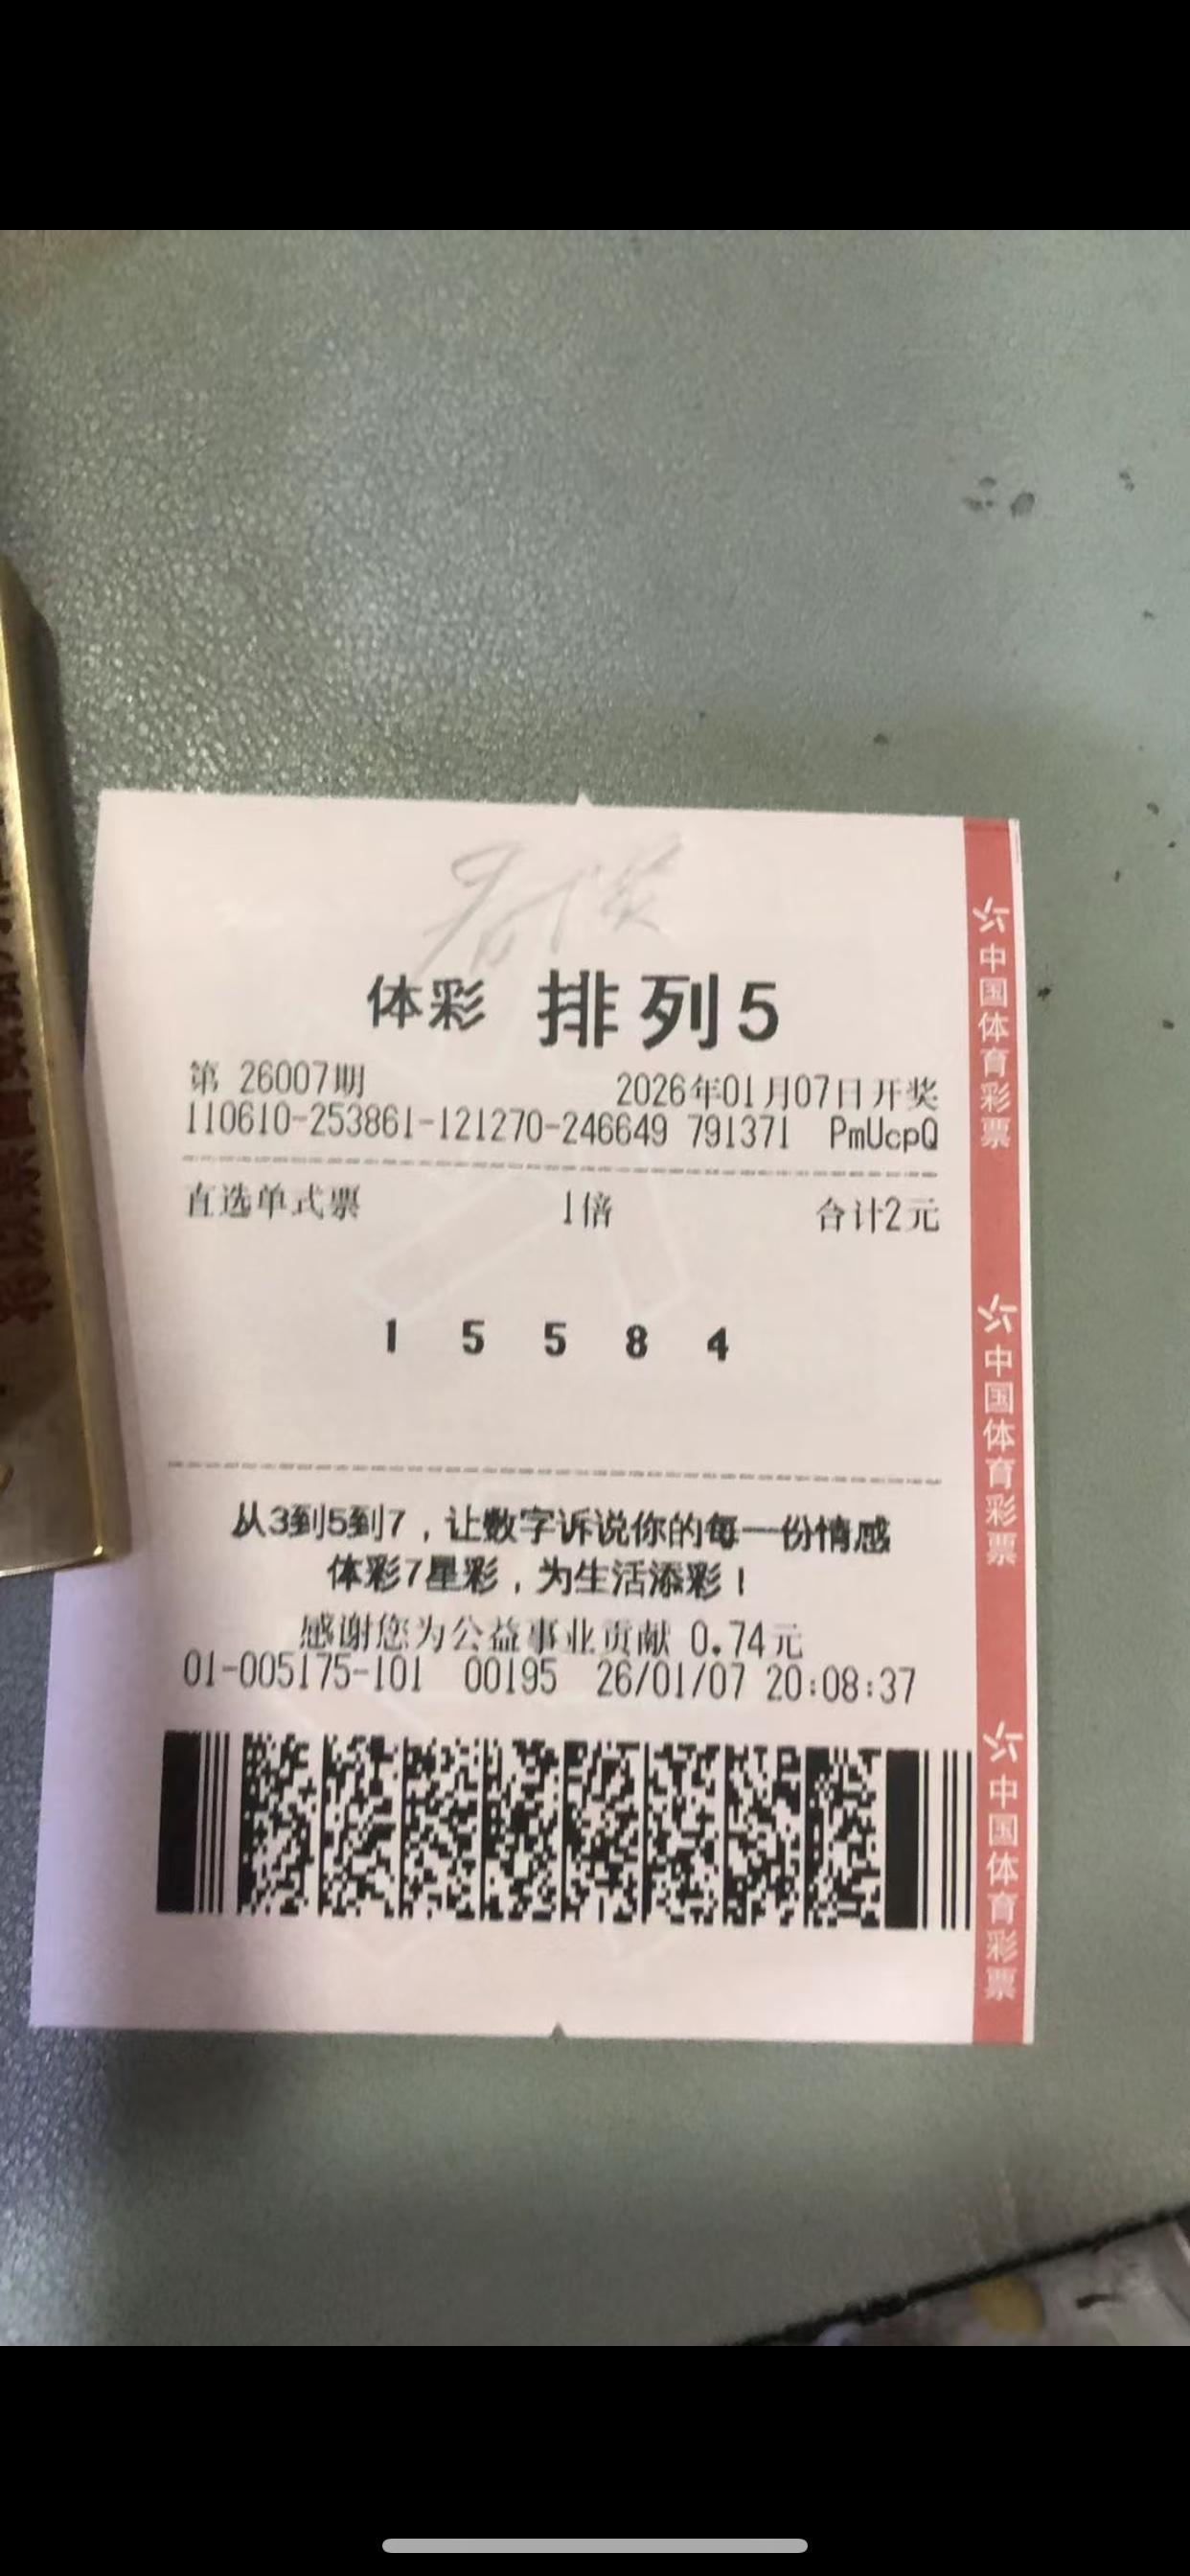 体彩 排列5
第 26007期 2026年01月07日开奖
110610-253861-121270-246649 791371 PmUcpQ
直选单式票 1倍 合计2元
1 5 5 8 4
从3到5到7，让数字诉说你的每一份情感
体彩7星彩，为生活添彩！
感谢您为公益事业贡献 0.74元
01-005175-101 00195 26/01/07 20:08:37
中国体育彩票
中国体育彩票
中国体育彩票